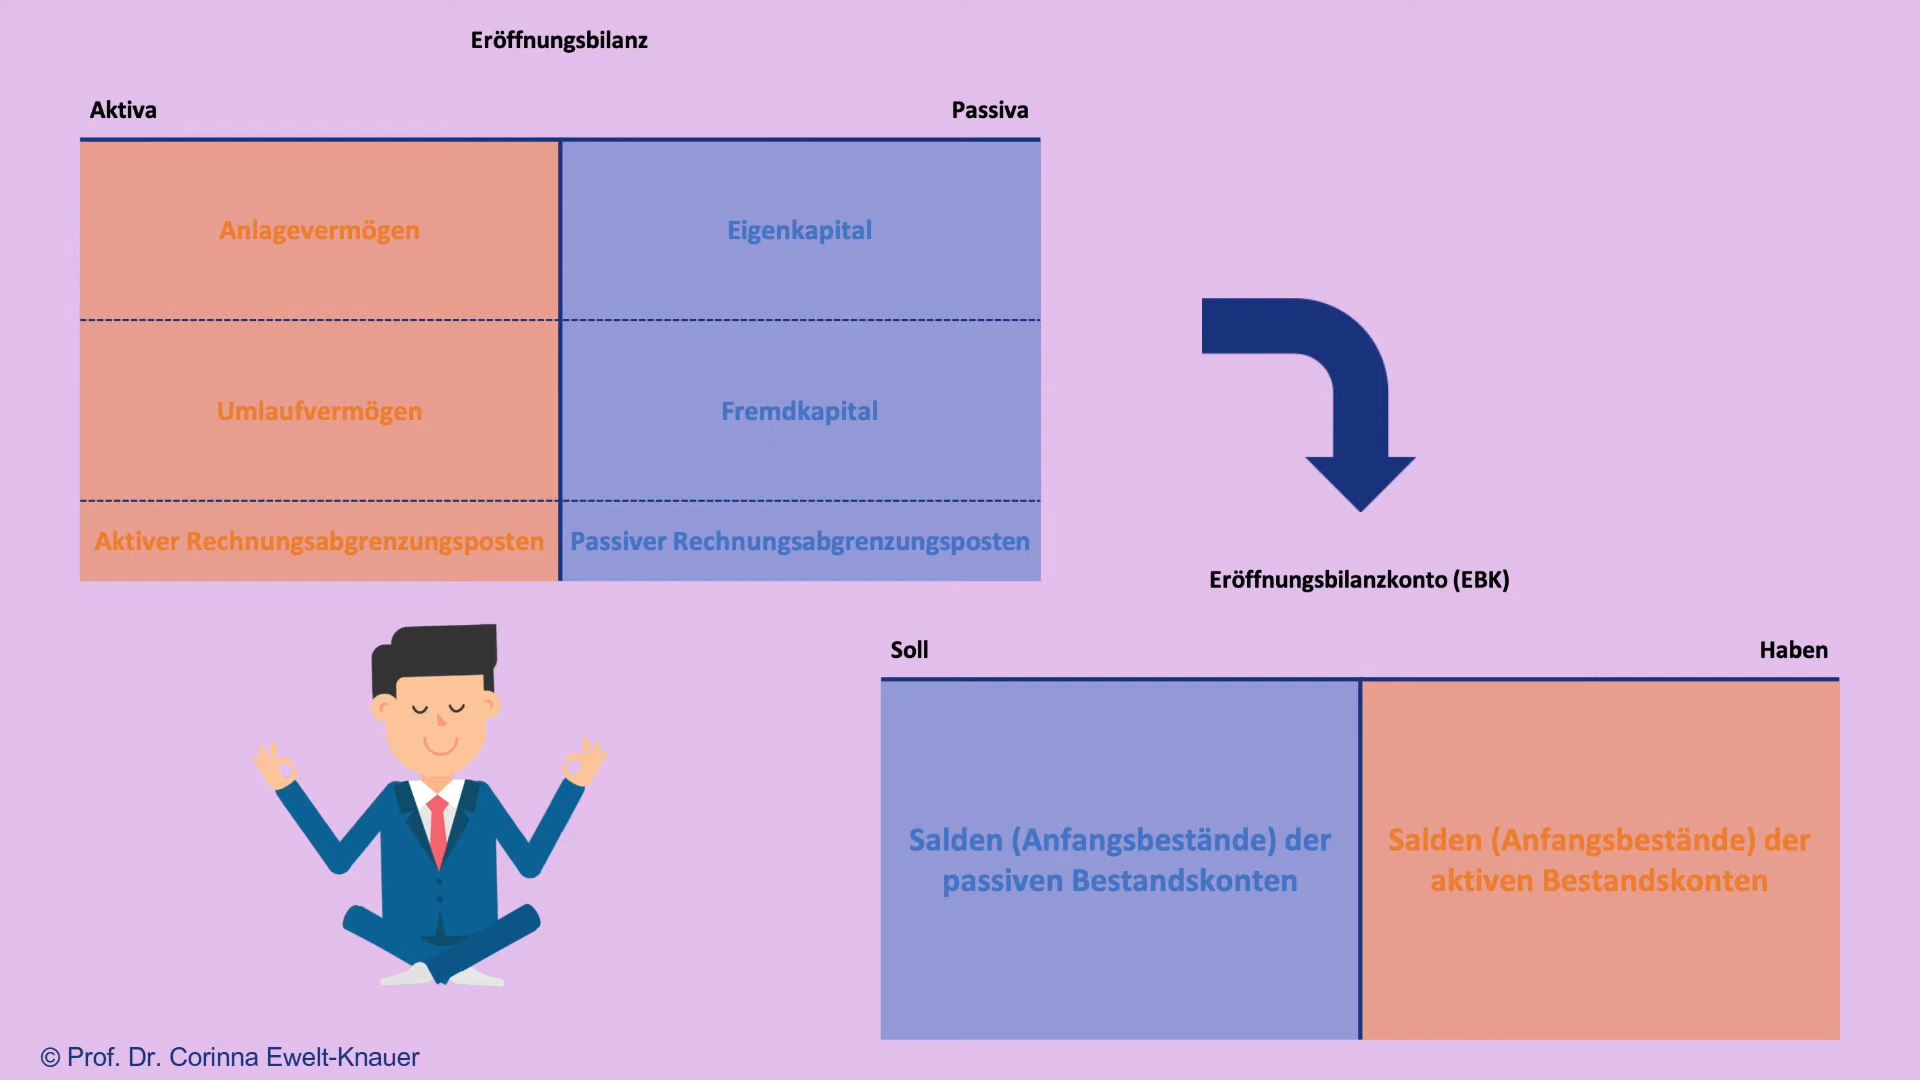 Eröffnungsbilanz
Aktiva
Passiva
Anlagevermögen
Eigenkapital
Umlaufvermögen
Fremdkapital
Aktiver Rechnungsabgrenzungsposten
Passiver Rechnungsabgrenzungsposten
Eröffnungsbilanzkonto (EBK)
Soll
Haben
Salden (Anfangsbestände) der
passiven Bestandskonten
Salden (Anfangsbestände) der
aktiven Bestandskonten
© Prof. Dr. Corinna Ewelt-Knauer